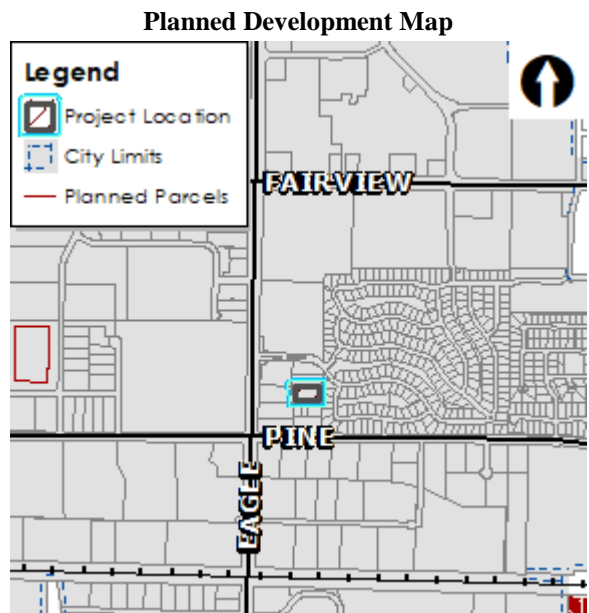 Planned Development Map
Legend
Project Location
City Limits
Planned Parcels
FAIRVIEW
PINE
EAGLE